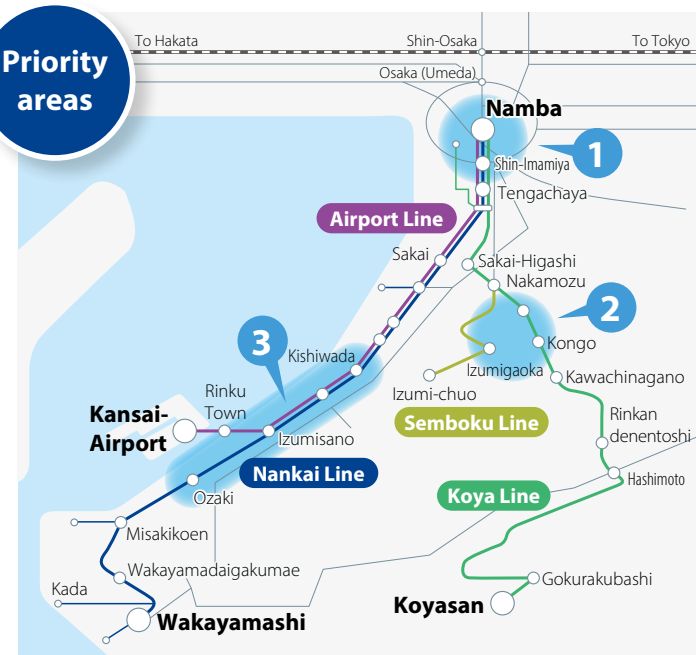 Priority
areas
To Hakata
Shin-Osaka
To Tokyo
Osaka (Umeda)
Namba
1
Shin-Imamiya
Tengachaya
Airport Line
Sakai
Sakai-Higashi
Nakamozu
2
3
Kishiwada
Kongo
Izumigaoka
Kawachinagano
Izumi-chuo
Rinku
Town
Kansai-
Airport
Izumisano
Semboku Line
Rinkan
denentoshi
Nankai Line
Hashimoto
Ozaki
Koya Line
Misakikoen
Wakayamadaigakumae
Gokurakubashi
Kada
Koyasan
Wakayamashi